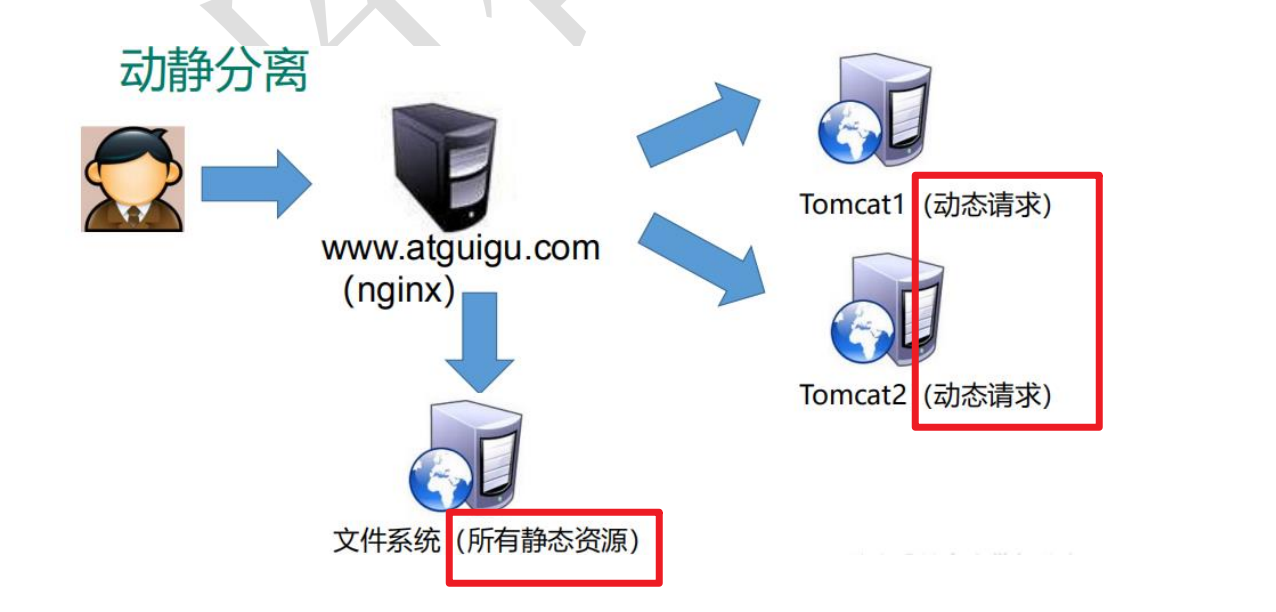 动静分离
www.atguigu.com
（nginx）
Tomcat1（动态请求）
Tomcat2（动态请求）
文件系统（所有静态资源）